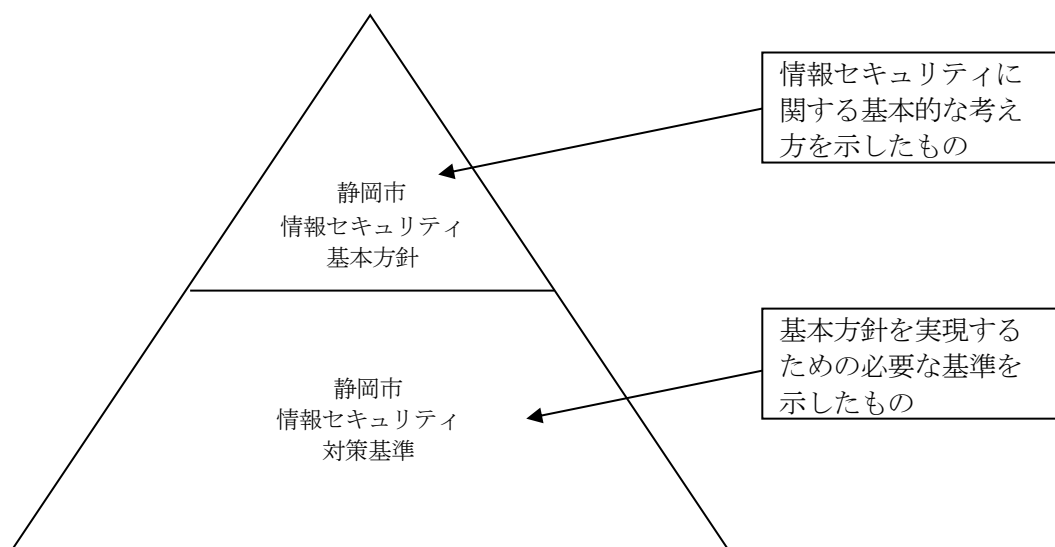 情報セキュリティに
関する基本的な考え
方を示したもの
静岡市
情報セキュリティ
基本方針
基本方針を実現する
ための必要な基準を
示したもの
静岡市
情報セキュリティ
対策基準